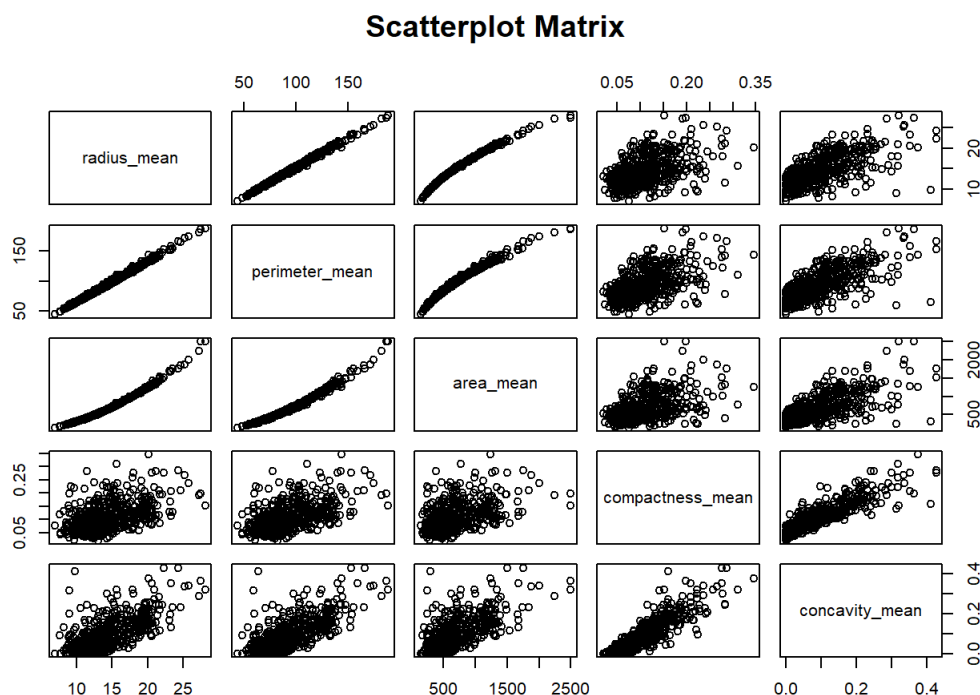 Scatterplot Matrix
50 100 150
0.05 0.20 0.35
radius_mean
10 20
50 150
perimeter_mean
area_mean
500 2000
0.05 0.25
compactness_mean
concavity_mean
0.0 0.2 0.4
10 15 20 25
500 1500 2500
0.0 0.2 0.4